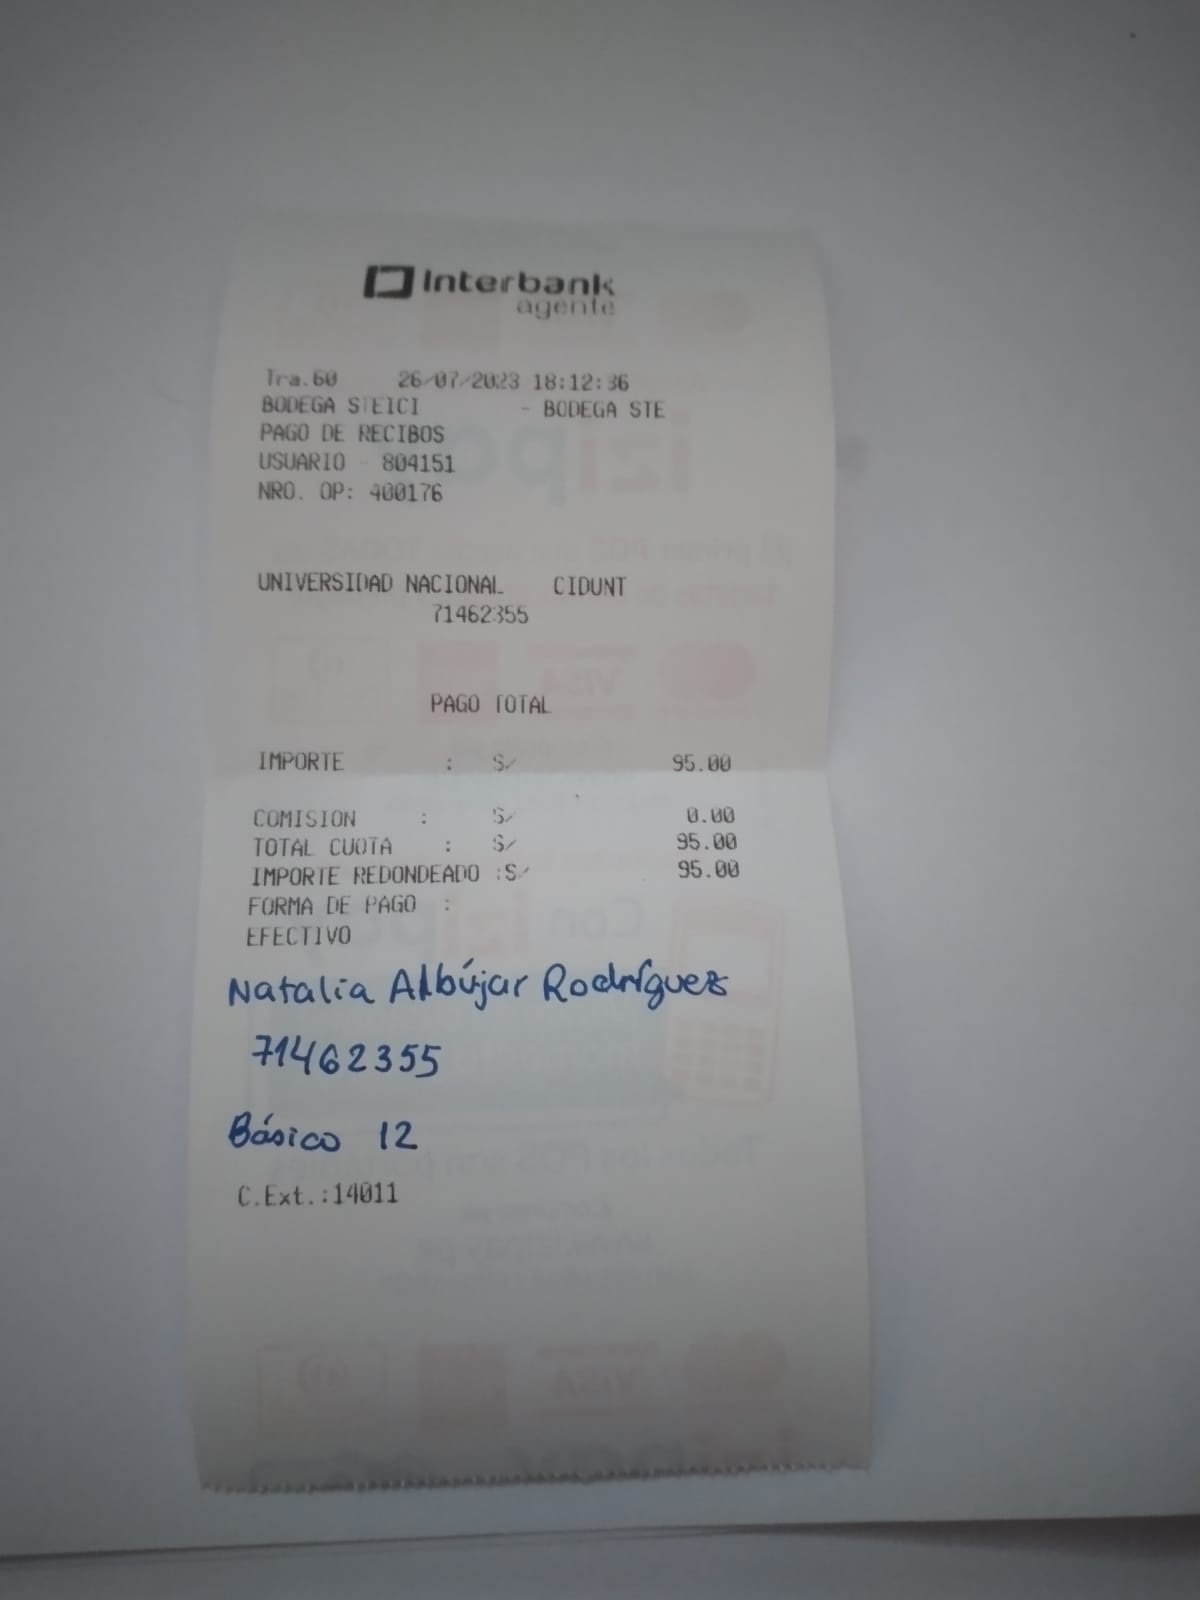 Interbank
agente
Tra.60 26/07/2023 18:12:36
BODEGA STEICI - BODEGA STE
PAGO DE RECIBOS
USUARIO - 804151
NRO. OP: 400176
UNIVERSIDAD NACIONAL CIDUNT
71462355
PAGO TOTAL
IMPORTE : S/ 95.00
COMISION : S/ 0.00
TOTAL CUOTA : S/ 95.00
IMPORTE REDONDEADO :S/ 95.00
FORMA DE PAGO :
EFECTIVO
Natalia Albújar Rodríguez
71462355
Básico 12
C.Ext.:14011